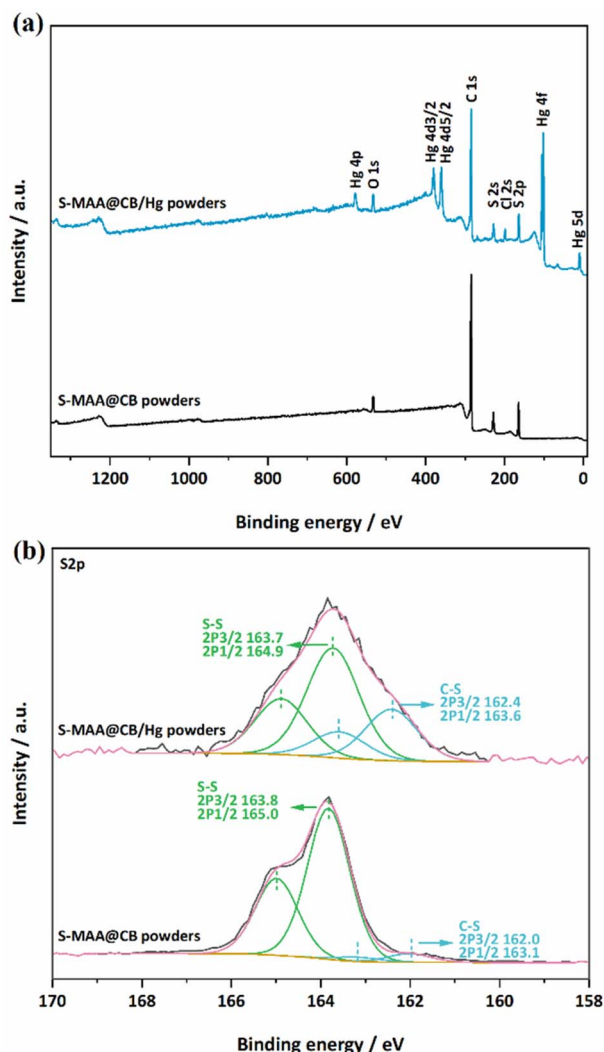 (a)
Intensity / a.u.
S-MAA@CB/Hg powders
Hg 4p
O 1s
Hg 4d3/2
Hg 4d5/2
C 1s
S 2s
Cl 2s
S 2p
Hg 4f
Hg 5d
S-MAA@CB powders
1200 1000 800 600 400 200 0
Binding energy / eV
(b)
Intensity / a.u.
S2p
S-S
2P3/2 163.7
2P1/2 164.9
C-S
2P3/2 162.4
2P1/2 163.6
S-MAA@CB/Hg powders
S-S
2P3/2 163.8
2P1/2 165.0
C-S
2P3/2 162.0
2P1/2 163.1
S-MAA@CB powders
170 168 166 164 162 160 158
Binding energy / eV